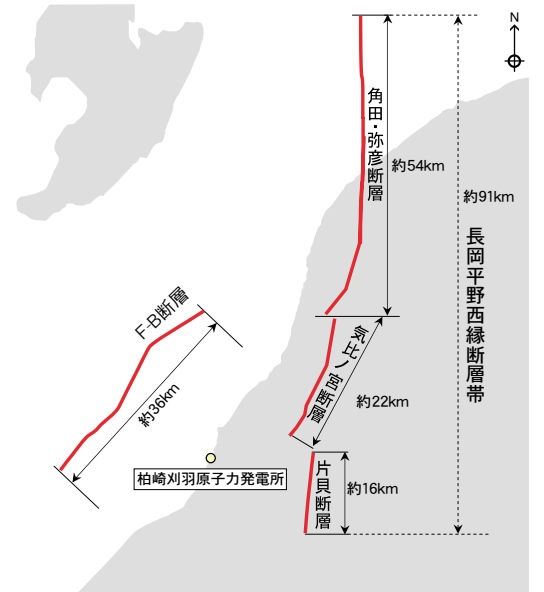 N
角田・弥彦断層
約54km
約91km
長岡平野西縁断層帯
F-B断層
約36km
気比ノ宮断層
約22km
柏崎刈羽原子力発電所
片貝断層
約16km